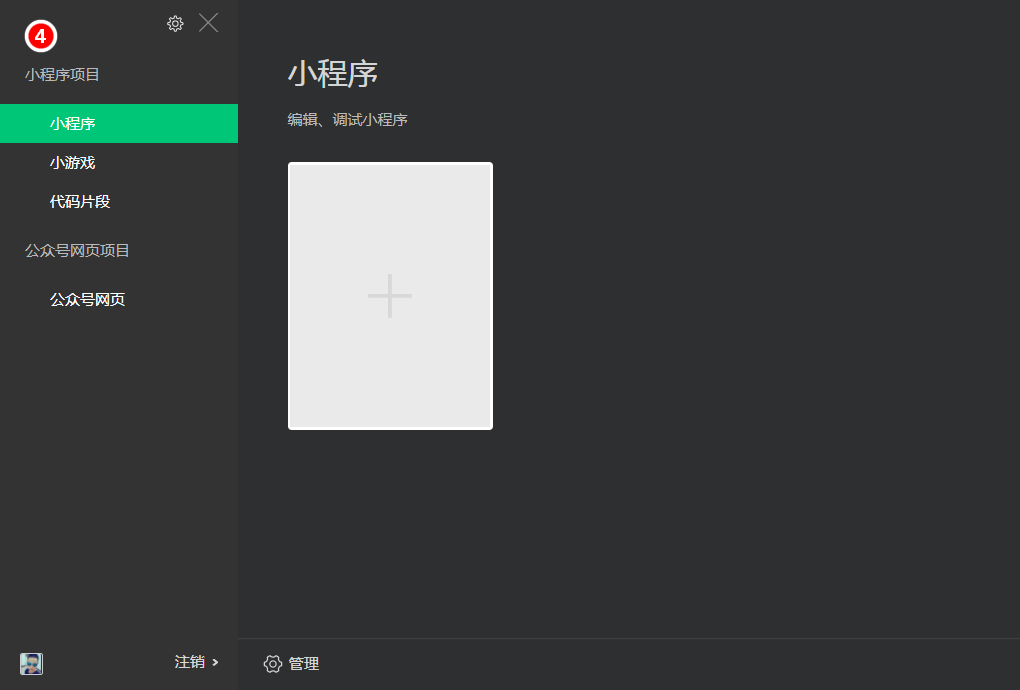 4
小程序项目
小程序
小游戏
代码片段
公众号网页项目
公众号网页
注销
小程序
编辑、调试小程序
管理